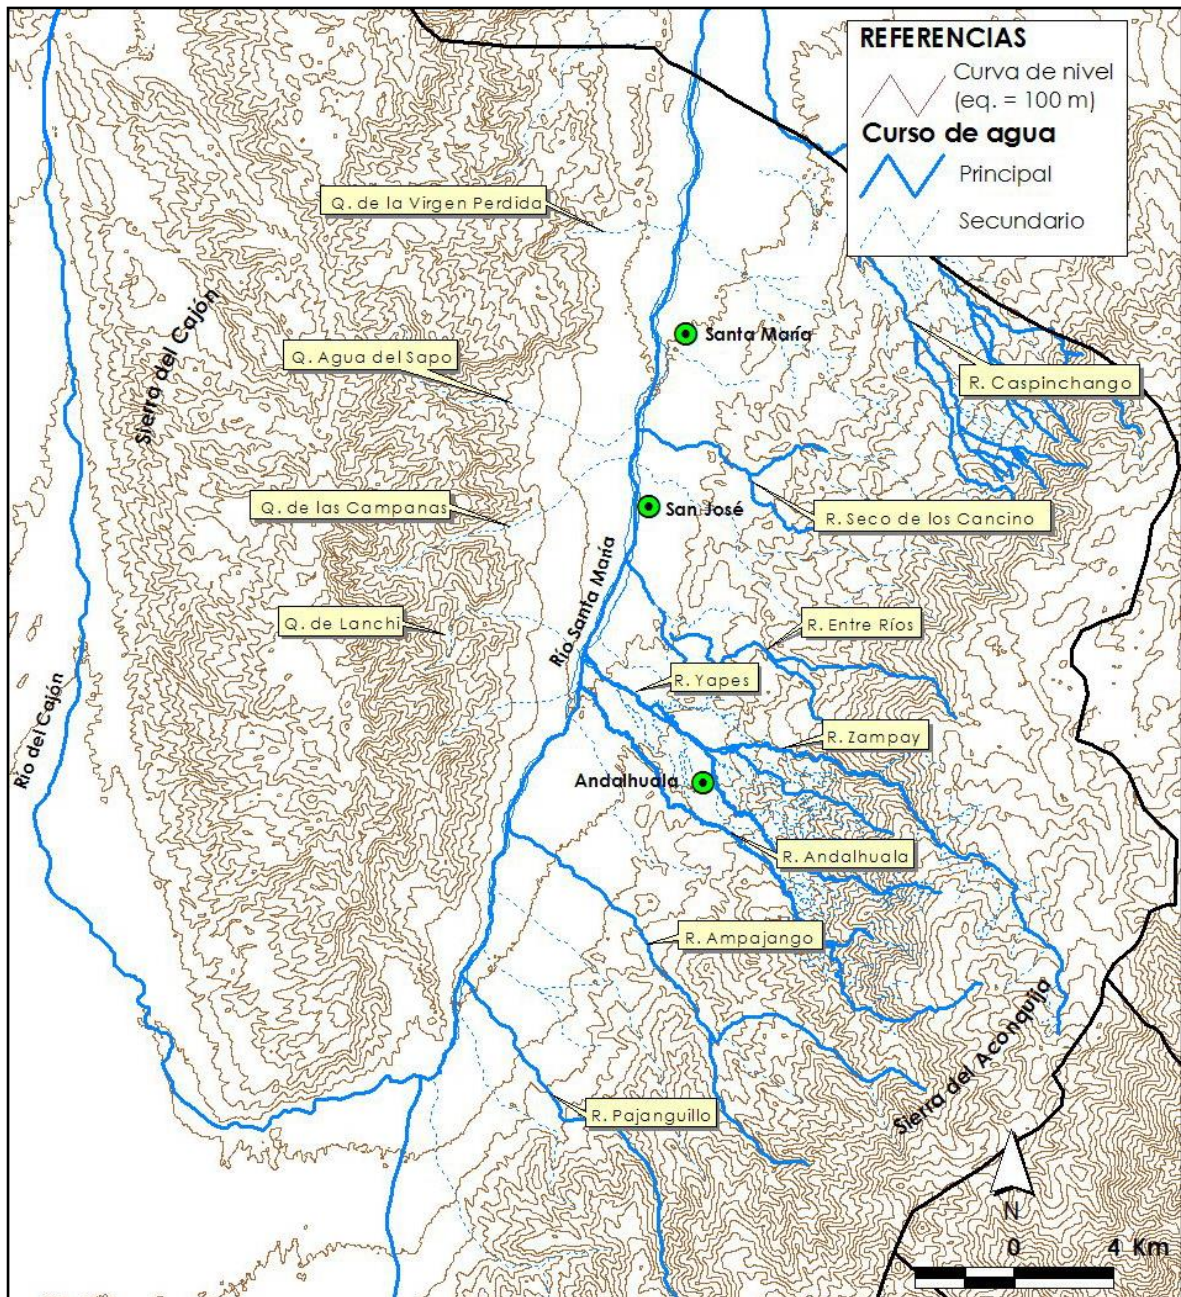 REFERENCIAS
Curva de nivel
(eq. = 100 m)
Curso de agua
Principal
Secundario
Q. de la Virgen Perdida
Santa María
Sierra del Cajón
Q. Agua del Sapo
R. Caspinchango
Q. de las Campanas
San José
R. Seco de los Cancino
Q. de Lanchi
Río Santa María
R. Entre Ríos
R. Yapes
Río del Cajón
R. Zampay
Andalhuala
R. Andalhuala
R. Ampajango
Sierra del Aconquija
R. Pajanguillo
N
0 4 Km